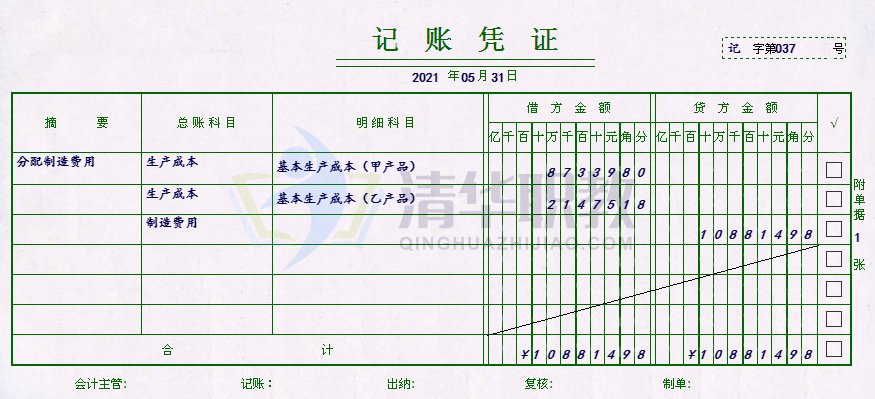 记 账 凭 证
记 字第037 号
2021 年 05 月 31 日
摘 要 总账科目 明细科目 借方金额 贷方金额 √
亿千百十万千百十元角分 亿千百十万千百十元角分
分配制造费用 生产成本 基本生产成本（甲产品） 8733980
生产成本 基本生产成本（乙产品） 2147518
制造费用 10881498
合 计 ¥10881498 ¥10881498
附单据 1 张
会计主管: 记账: 出纳: 复核: 制单:
清华职教
QINGHUAZHIJIAO.COM